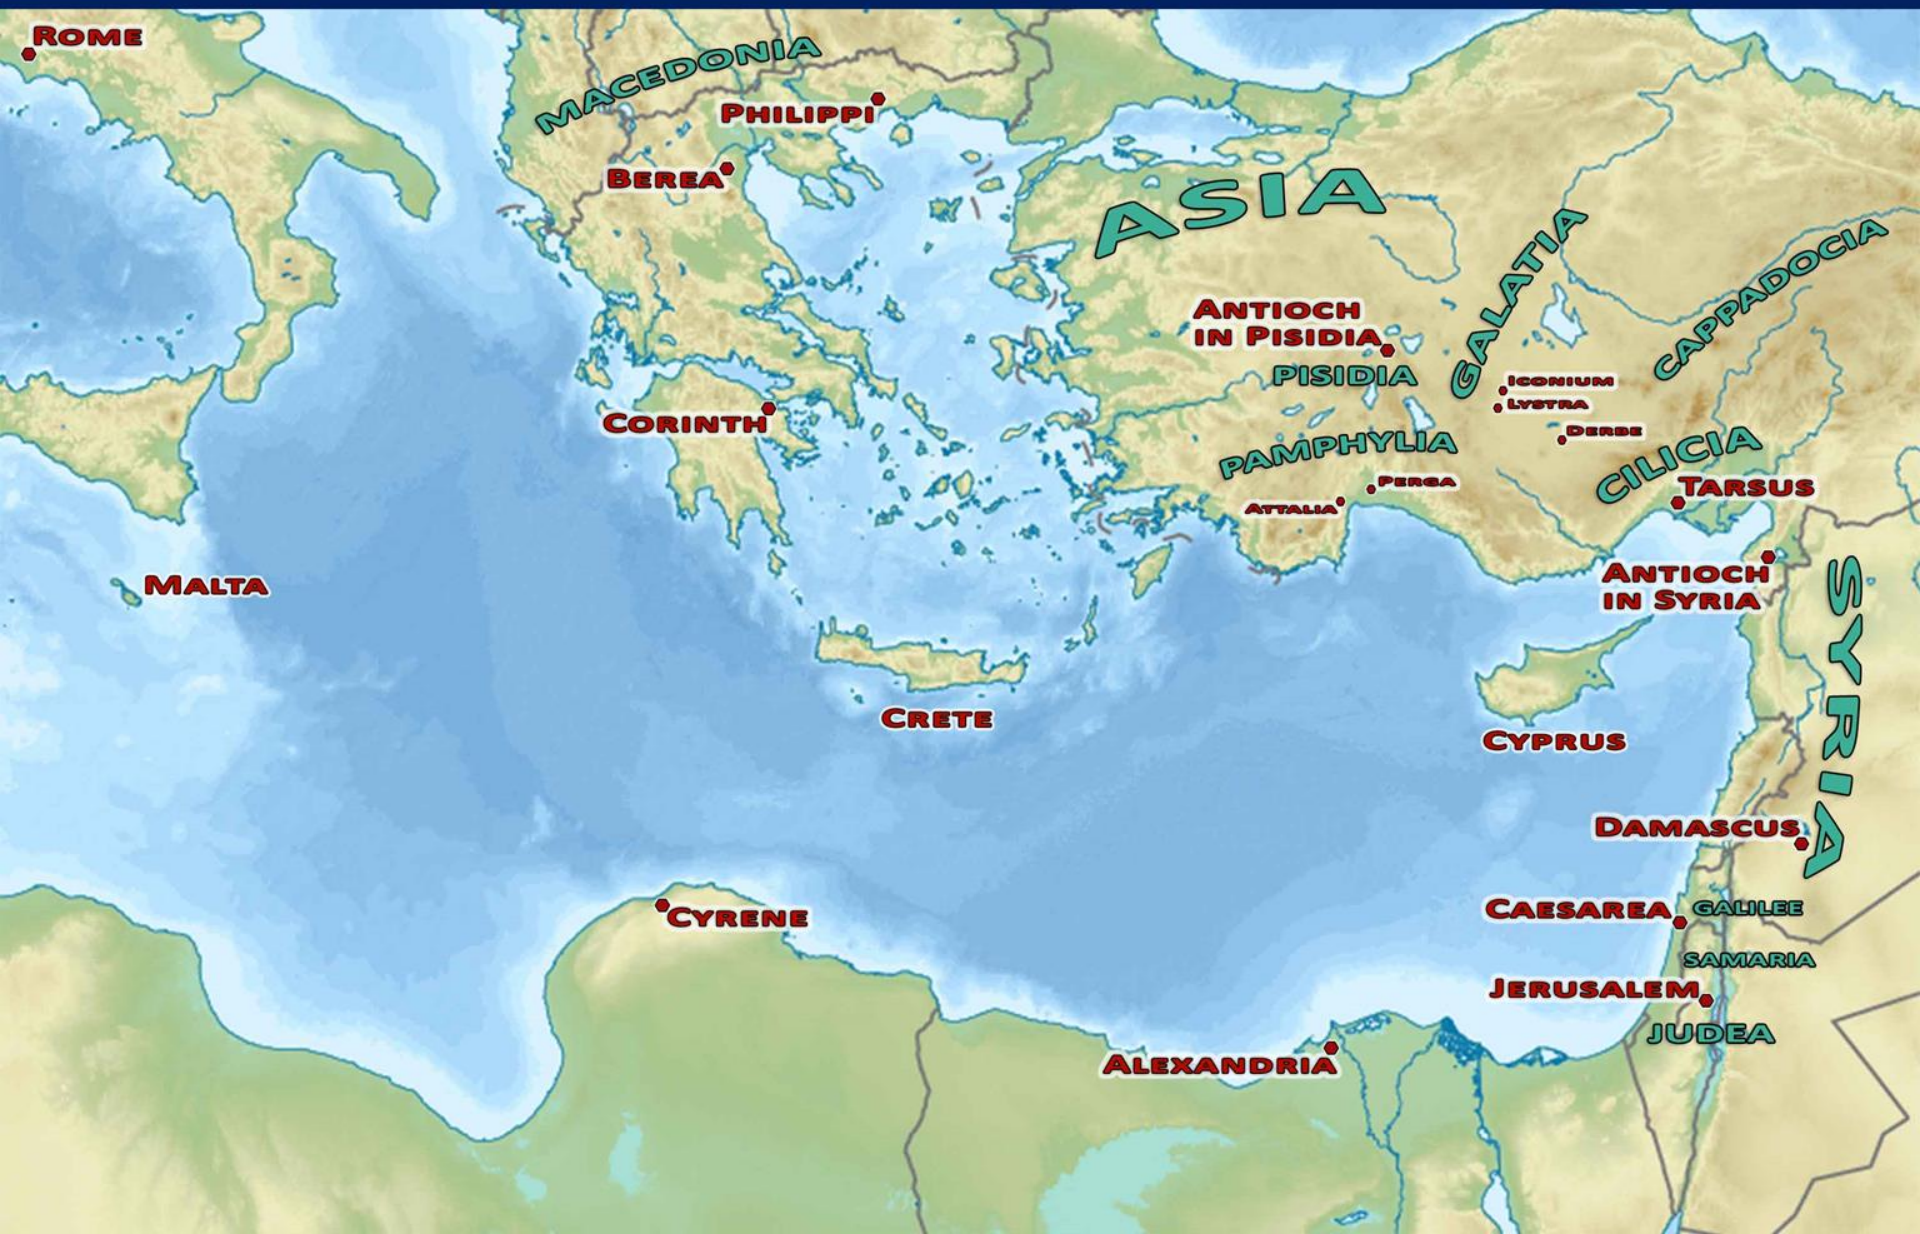 ROME
MACEDONIA
PHILIPPI
BEREA
ASIA
GALATIA
CAPPADOCIA
ANTIOCH
IN PISIDIA
PISIDIA
ICONIUM
LYSTRA
DERBE
CORINTH
PAMPHYLIA
CILICIA
PERGA
ATTALIA
TARSUS
ANTIOCH
IN SYRIA
MALTA
SYRIA
CRETE
CYPRUS
DAMASCUS
CAESAREA
GALILEE
CYRENE
SAMARIA
JERUSALEM
JUDEA
ALEXANDRIA